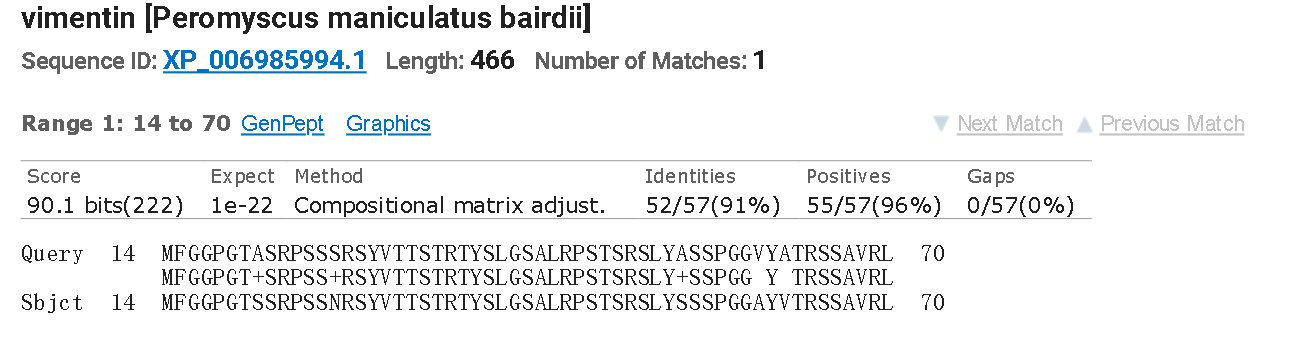 vimentin [Peromyscus maniculatus bairdii]
Sequence ID: XP_006985994.1 Length: 466 Number of Matches: 1
Range 1: 14 to 70 GenPept Graphics ▼ Next Match ▲ Previous Match
Score Expect Method Identities Positives Gaps
90.1 bits(222) 1e-22 Compositional matrix adjust. 52/57(91%) 55/57(96%) 0/57(0%)
Query 14 MFGGPGTASRPSSSRSYVTTSTRTYSLGSALRPSTSRSLYASSPGGVYATRSSAVRL 70
MFGGPGT+SRPSS+RSYVTTSTRTYSLGSALRPSTSRSLY+SSPGG Y TRSSAVRL
Sbjct 14 MFGGPGTSSRPSSNRSYVTTSTRTYSLGSALRPSTSRSLYSSSPGGAYVTRSSAVRL 70